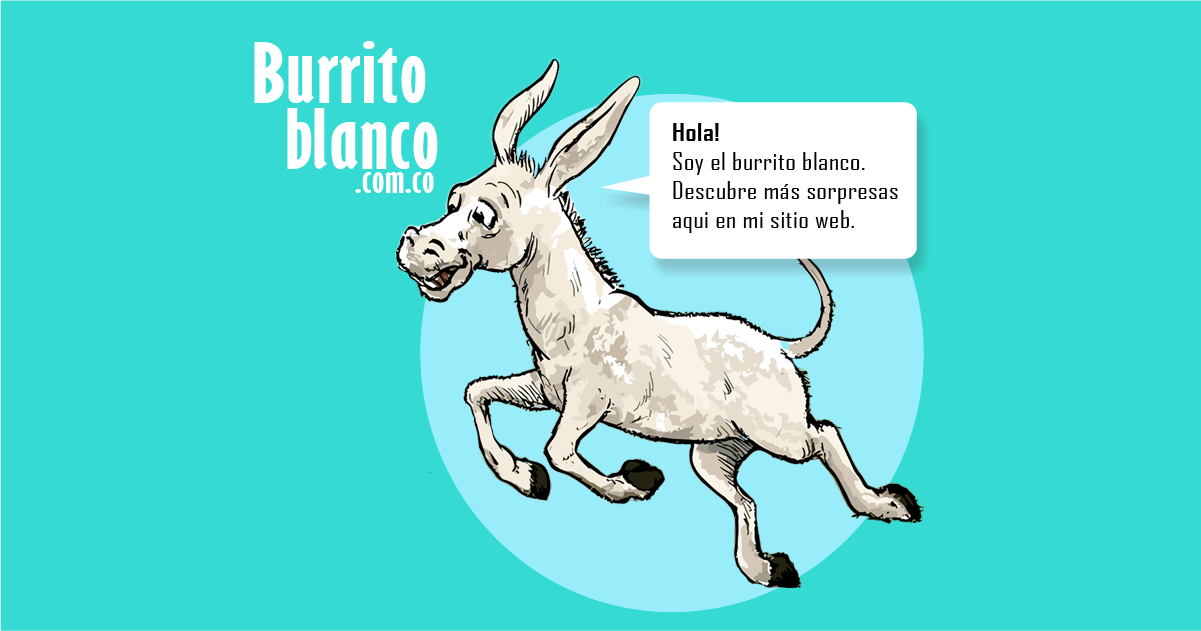 Burrito
blanco
.com.co
Hola!
Soy el burrito blanco.
Descubre más sorpresas
aqui en mi sitio web.